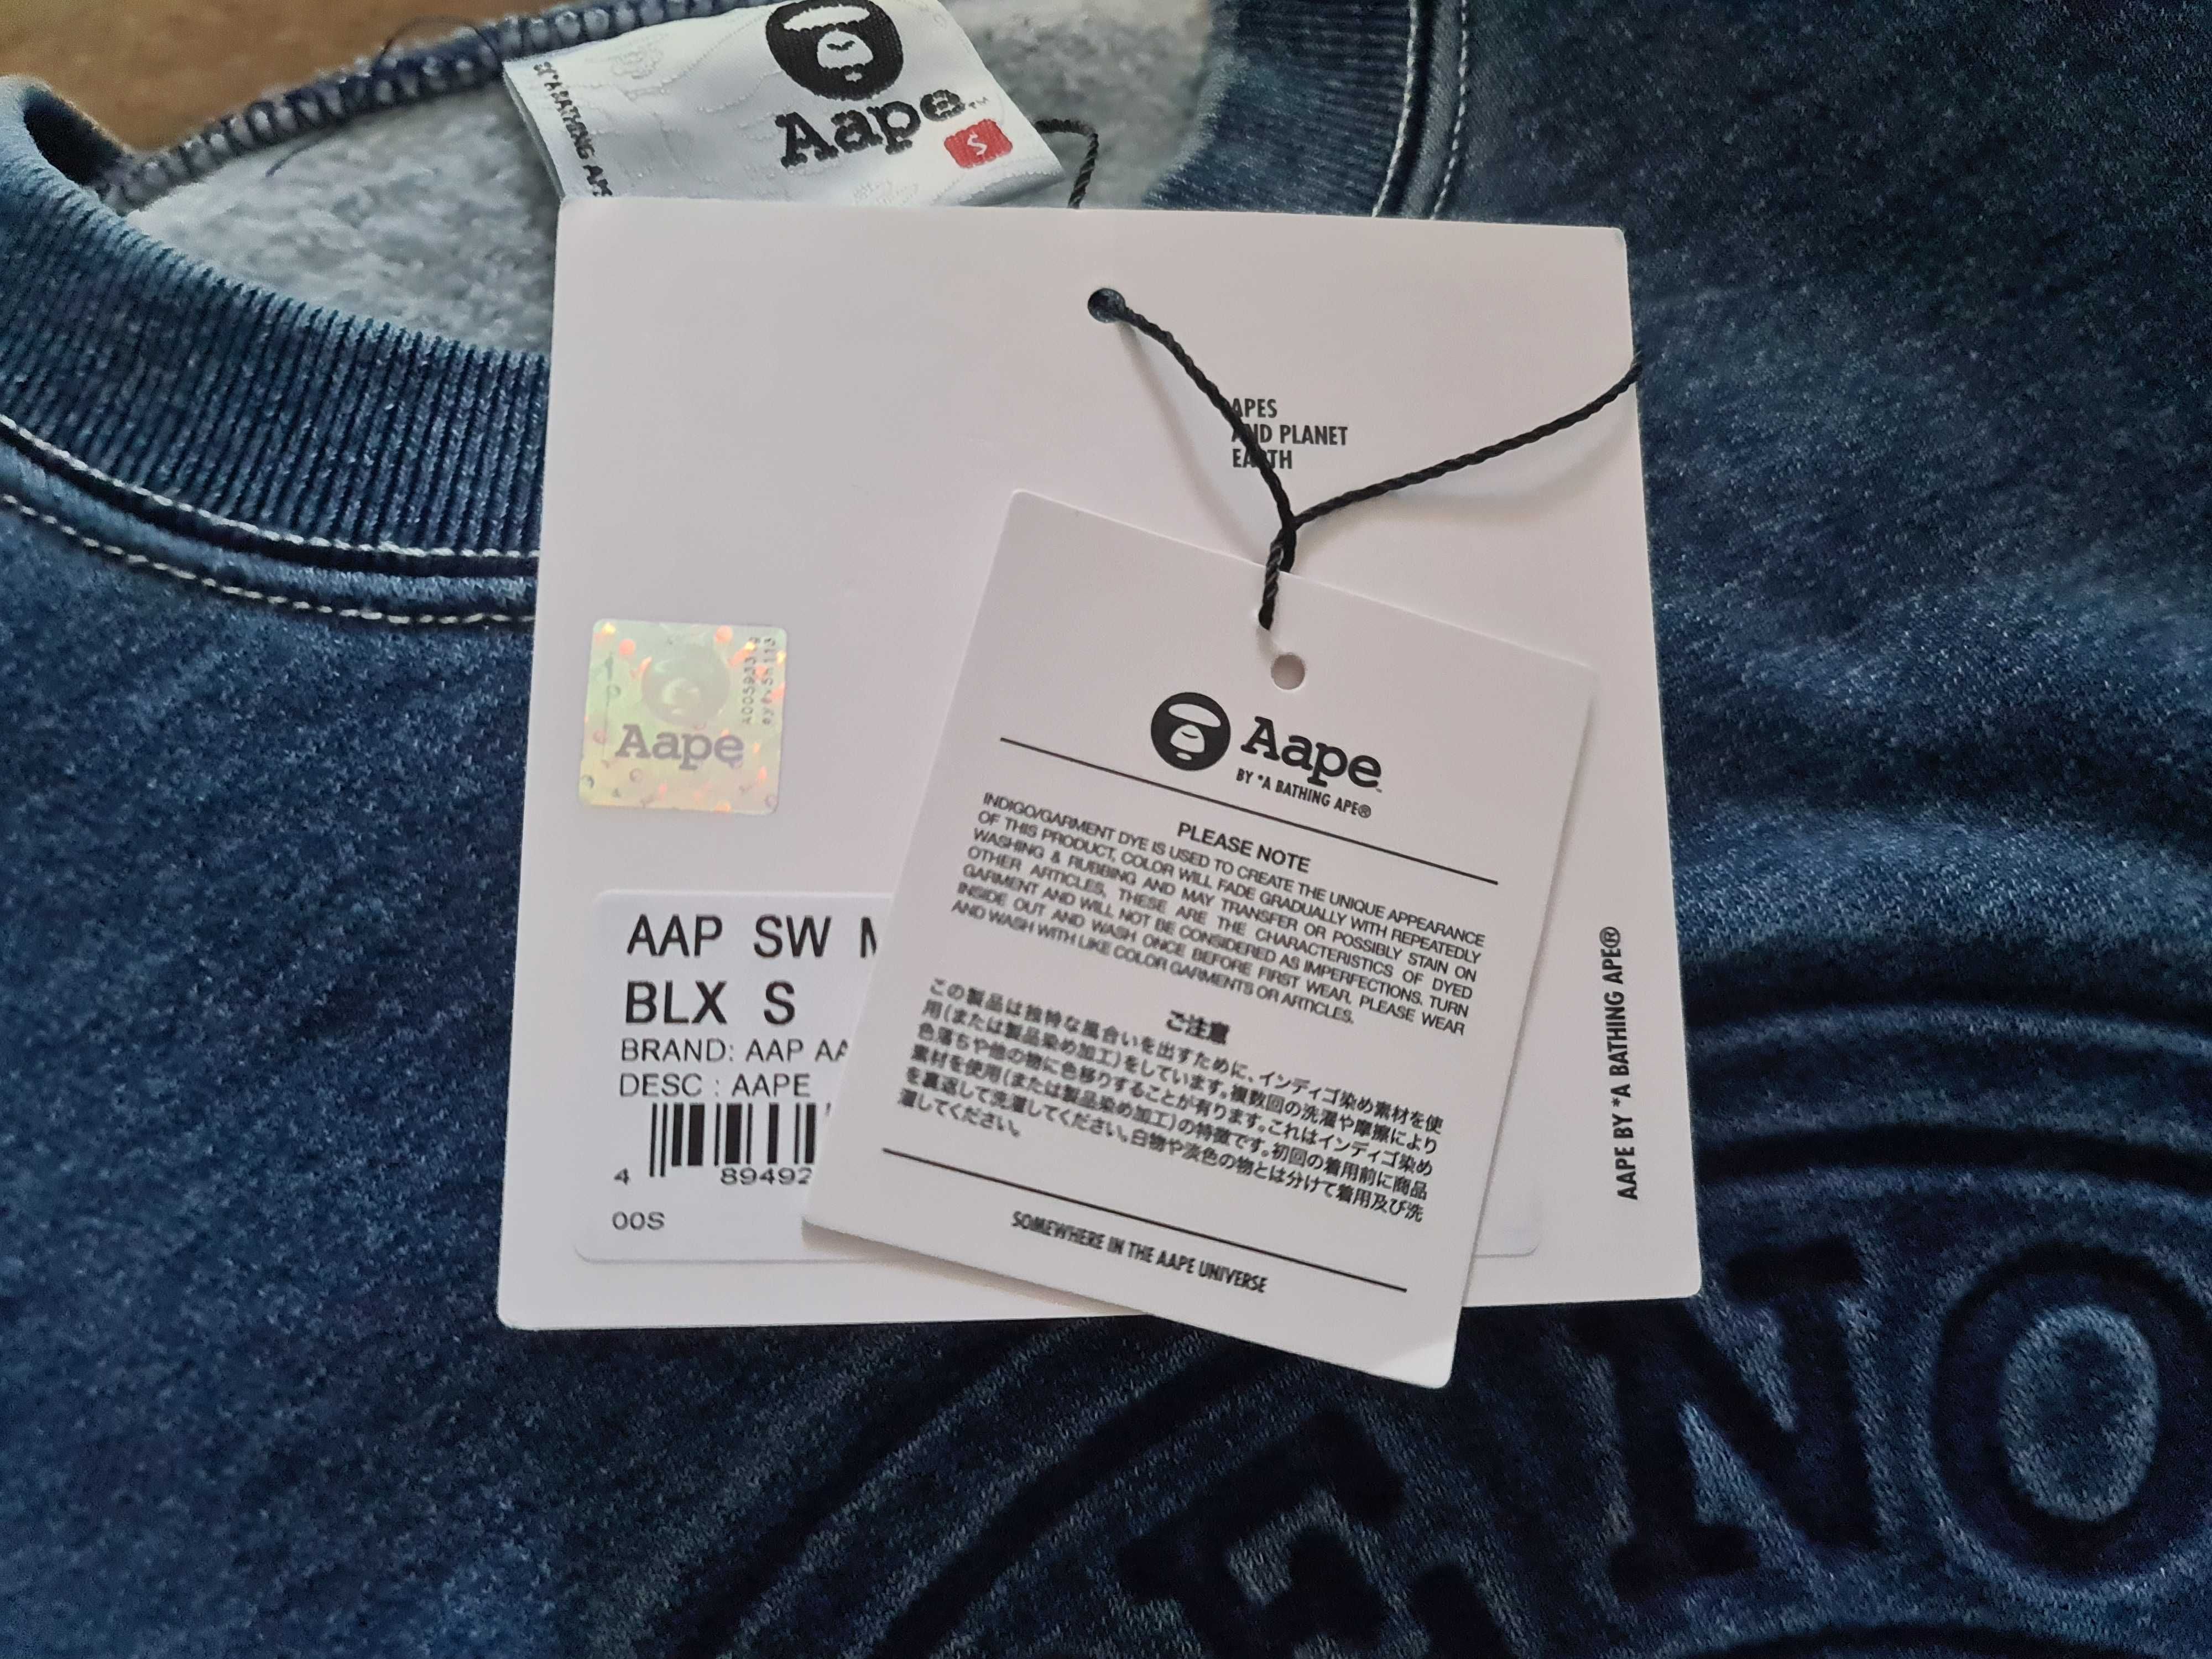 Aape
S
APES
AND PLANET
EARTH
Aape
AAP SW
BLX S
BRAND: AAP
DESC : AAPE
4 89492
00S
Aape
BY *A BATHING APE®
PLEASE NOTE
INDIGO/GARMENT DYE IS USED TO CREATE THE UNIQUE APPEARANCE
OF THIS PRODUCT, COLOR WILL FADE GRADUALLY WITH REPEATEDLY
WASHING & RUBBING AND MAY TRANSFER OR POSSIBLY STAIN ON
OTHER ARTICLES. THESE ARE THE CHARACTERISTICS OF DYED
GARMENT AND WILL NOT BE CONSIDERED AS IMPERFECTIONS. TURN
INSIDE OUT AND WASH ONCE BEFORE FIRST WEAR, PLEASE WEAR
AND WASH WITH LIKE COLOR GARMENTS OR ARTICLES.
ご注意
この製品は独特な風合いを出すために、インディゴ染め素材を使
用(または製品染め加工)をしています。複数回の洗濯や摩擦により
色落ちや他の物に色移りすることが有ります。これはインディゴ染め
素材を使用(または製品染め加工)の特徴です。初回の着用前に商品
を裏返して洗濯してください。白物や淡色の物とは分けて着用及び洗
濯してください。
SOMEWHERE IN THE AAPE UNIVERSE
AAPE BY *A BATHING APE®
NO